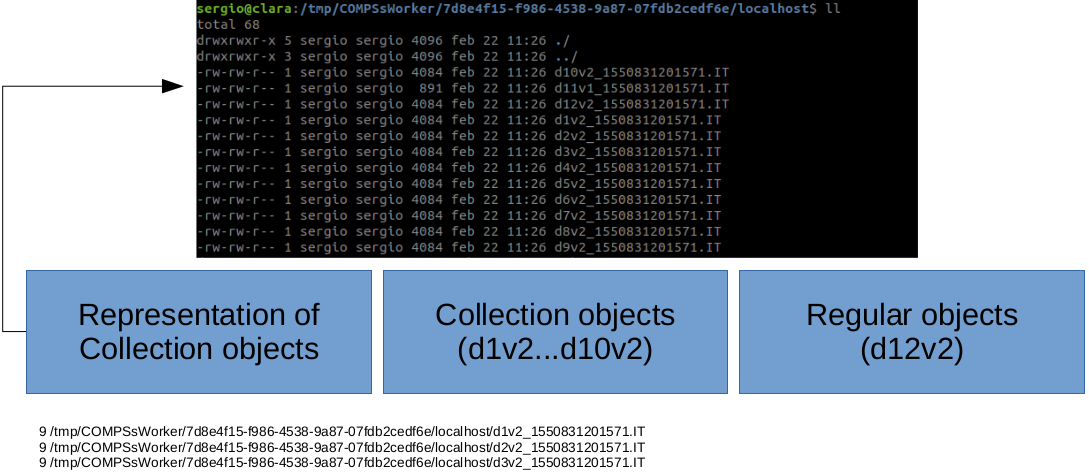 sergio@clara:/tmp/COMPSsWorker/7d8e4f15-f986-4538-9a87-07fdb2cedf6e/localhost$ ll
total 68
drwxrwxr-x 5 sergio sergio 4096 feb 22 11:26 ./
drwxrwxr-x 3 sergio sergio 4096 feb 22 11:26 ../
-rw-rw-r-- 1 sergio sergio 4084 feb 22 11:26 d10v2_1550831201571.IT
-rw-rw-r-- 1 sergio sergio  891 feb 22 11:26 d11v1_1550831201571.IT
-rw-rw-r-- 1 sergio sergio 4084 feb 22 11:26 d12v2_1550831201571.IT
-rw-rw-r-- 1 sergio sergio 4084 feb 22 11:26 d1v2_1550831201571.IT
-rw-rw-r-- 1 sergio sergio 4084 feb 22 11:26 d2v2_1550831201571.IT
-rw-rw-r-- 1 sergio sergio 4084 feb 22 11:26 d3v2_1550831201571.IT
-rw-rw-r-- 1 sergio sergio 4084 feb 22 11:26 d4v2_1550831201571.IT
-rw-rw-r-- 1 sergio sergio 4084 feb 22 11:26 d5v2_1550831201571.IT
-rw-rw-r-- 1 sergio sergio 4084 feb 22 11:26 d6v2_1550831201571.IT
-rw-rw-r-- 1 sergio sergio 4084 feb 22 11:26 d7v2_1550831201571.IT
-rw-rw-r-- 1 sergio sergio 4084 feb 22 11:26 d8v2_1550831201571.IT
-rw-rw-r-- 1 sergio sergio 4084 feb 22 11:26 d9v2_1550831201571.IT
Representation of
Collection objects
Collection objects
(d1v2...d10v2)
Regular objects
(d12v2)
9 /tmp/COMPSsWorker/7d8e4f15-f986-4538-9a87-07fdb2cedf6e/localhost/d1v2_1550831201571.IT
9 /tmp/COMPSsWorker/7d8e4f15-f986-4538-9a87-07fdb2cedf6e/localhost/d2v2_1550831201571.IT
9 /tmp/COMPSsWorker/7d8e4f15-f986-4538-9a87-07fdb2cedf6e/localhost/d3v2_1550831201571.IT